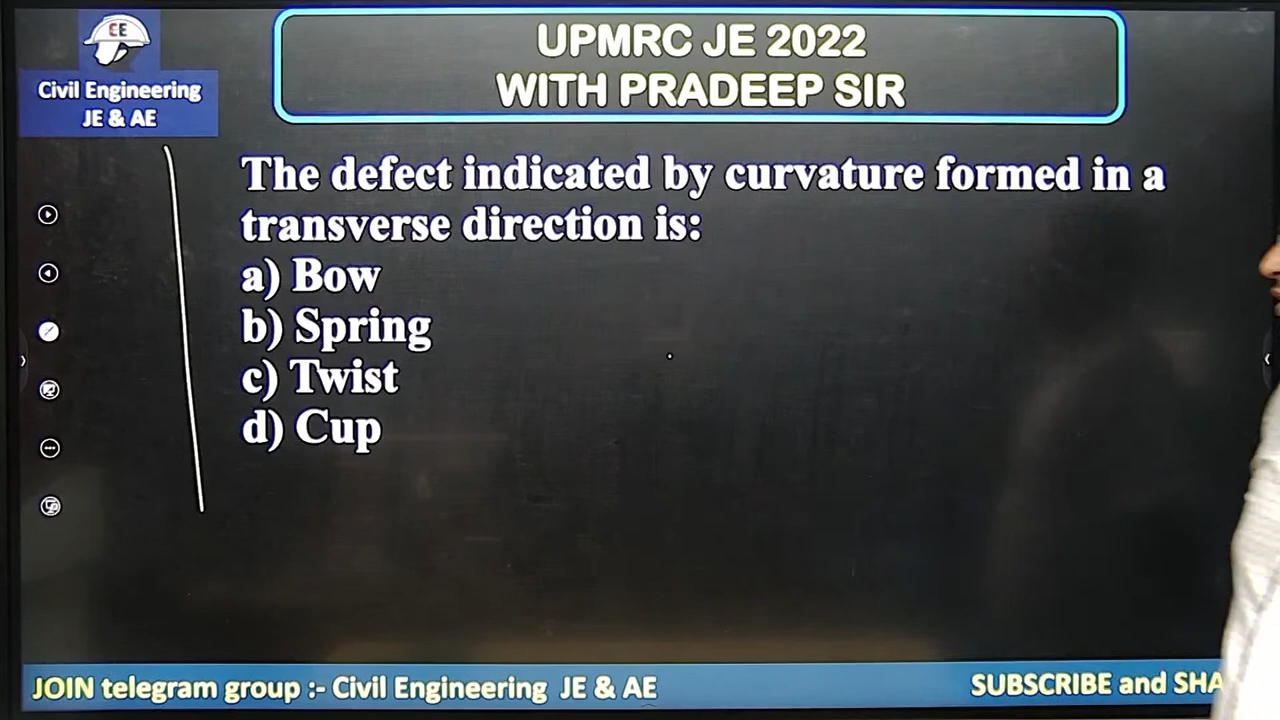 EE
Civil Engineering
JE & AE
UPMRC JE 2022
WITH PRADEEP SIR
The defect indicated by curvature formed in a
transverse direction is:
a) Bow
b) Spring
c) Twist
d) Cup
JOIN telegram group :- Civil Engineering JE & AE
SUBSCRIBE and SHA